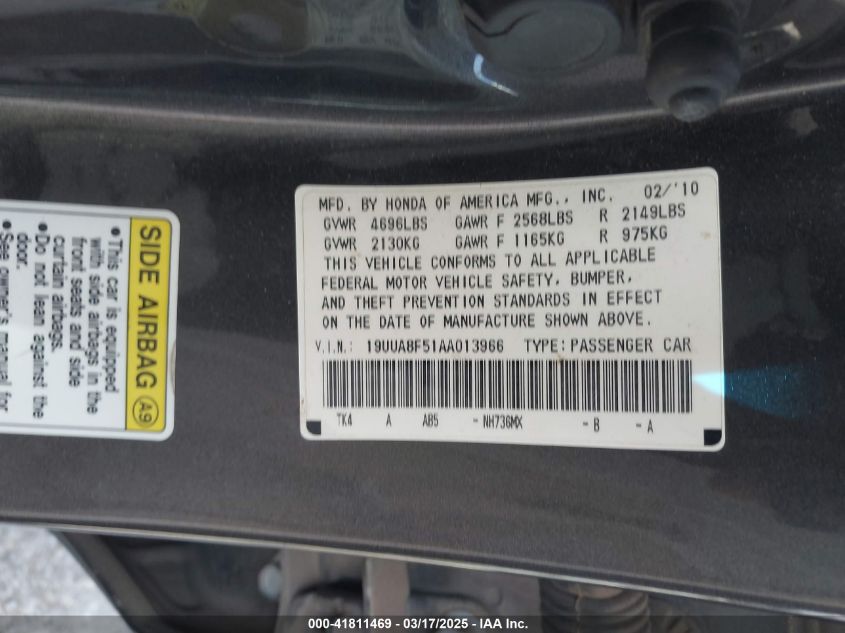 MFD. BY HONDA OF AMERICA MFG., INC. 02/'10
GVWR 4696LBS GAWR F 2568LBS R 2149LBS
GVWR 2130KG GAWR F 1165KG R 975KG
THIS VEHICLE CONFORMS TO ALL APPLICABLE
FEDERAL MOTOR VEHICLE SAFETY, BUMPER,
AND THEFT PREVENTION STANDARDS IN EFFECT
ON THE DATE OF MANUFACTURE SHOWN ABOVE.
V.I.N.: 19UUA8F51AA013966 TYPE:PASSENGER CAR
TK4 A AB5 -NH736MX -B -A
SIDE AIRBAG A9
•This car is equipped
with side airbags in the
front seats and side
curtain airbags.
•Do not lean against the
door.
•See owner's manual for
000-41811469 - 03/17/2025 - IAA Inc.